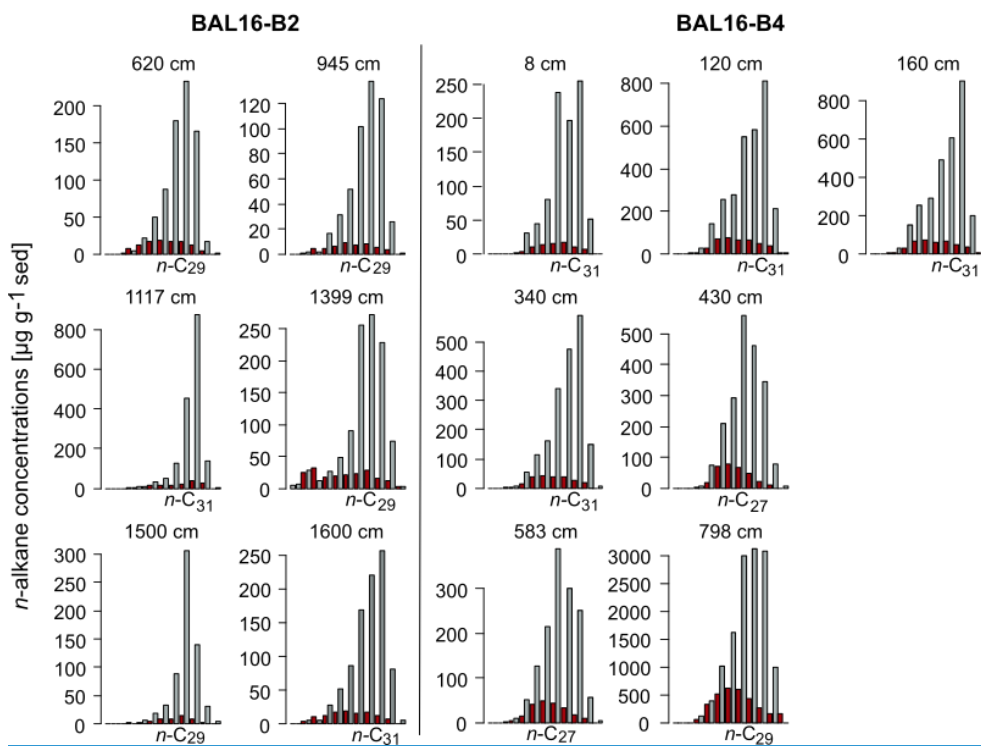 BAL16-B2
BAL16-B4
n-alkane concentrations [µg g-1 sed]
620 cm
200
150
100
50
0
n-C29
945 cm
120
100
80
60
40
20
0
n-C29
8 cm
250
200
150
100
50
0
n-C31
120 cm
800
600
400
200
0
n-C31
160 cm
800
600
400
200
0
n-C31
1117 cm
800
600
400
200
0
n-C31
1399 cm
250
200
150
100
50
0
n-C29
340 cm
500
400
300
200
100
0
n-C31
430 cm
500
400
300
200
100
0
n-C27
1500 cm
300
250
200
150
100
50
0
n-C29
1600 cm
250
200
150
100
50
0
n-C31
583 cm
300
200
100
0
n-C27
798 cm
3000
2500
2000
1500
1000
500
0
n-C29